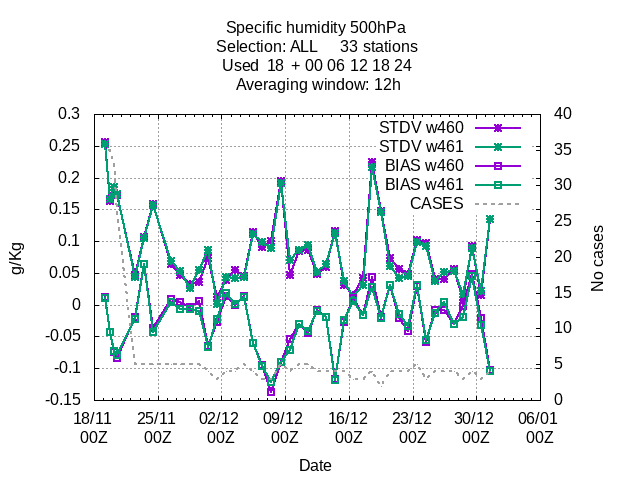 Specific humidity 500hPa
Selection: ALL 33 stations
Used 18 + 00 06 12 18 24
Averaging window: 12h
0.3 40
STDV w460
0.25 STDV w461 35
0.2 BIAS w460 30
BIAS w461
0.15 CASES 25
0.1 20
0.05 15
0
-0.05 10
-0.1 5
-0.15 0
g/Kg
No cases
18/11 25/11 02/12 09/12 16/12 23/12 30/12 06/01
00Z 00Z 00Z 00Z 00Z 00Z 00Z 00Z
Date